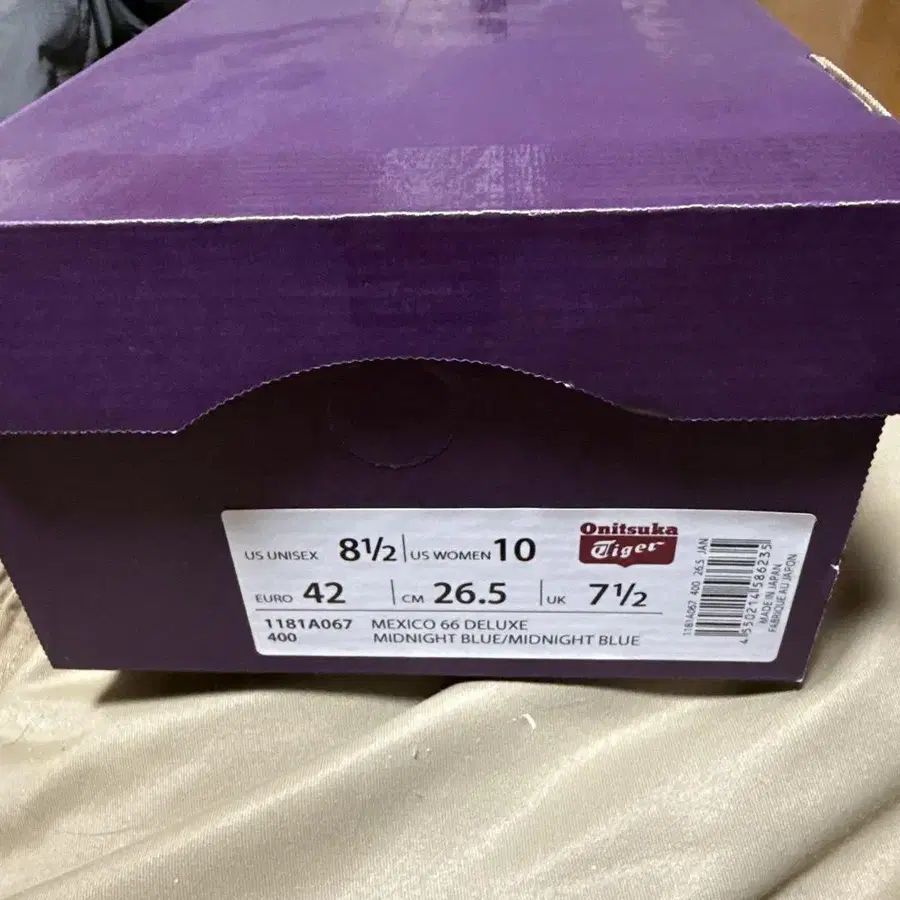 US UNISEX 8½ US WOMEN 10
Onitsuka
Tiger
EURO 42 CM 26.5 UK 7½
1181A067 MEXICO 66 DELUXE
400 MIDNIGHT BLUE/MIDNIGHT BLUE
1181A067 400 26.5 JAN
4550214586235
MADE IN JAPAN
FABRIQUE AU JAPON